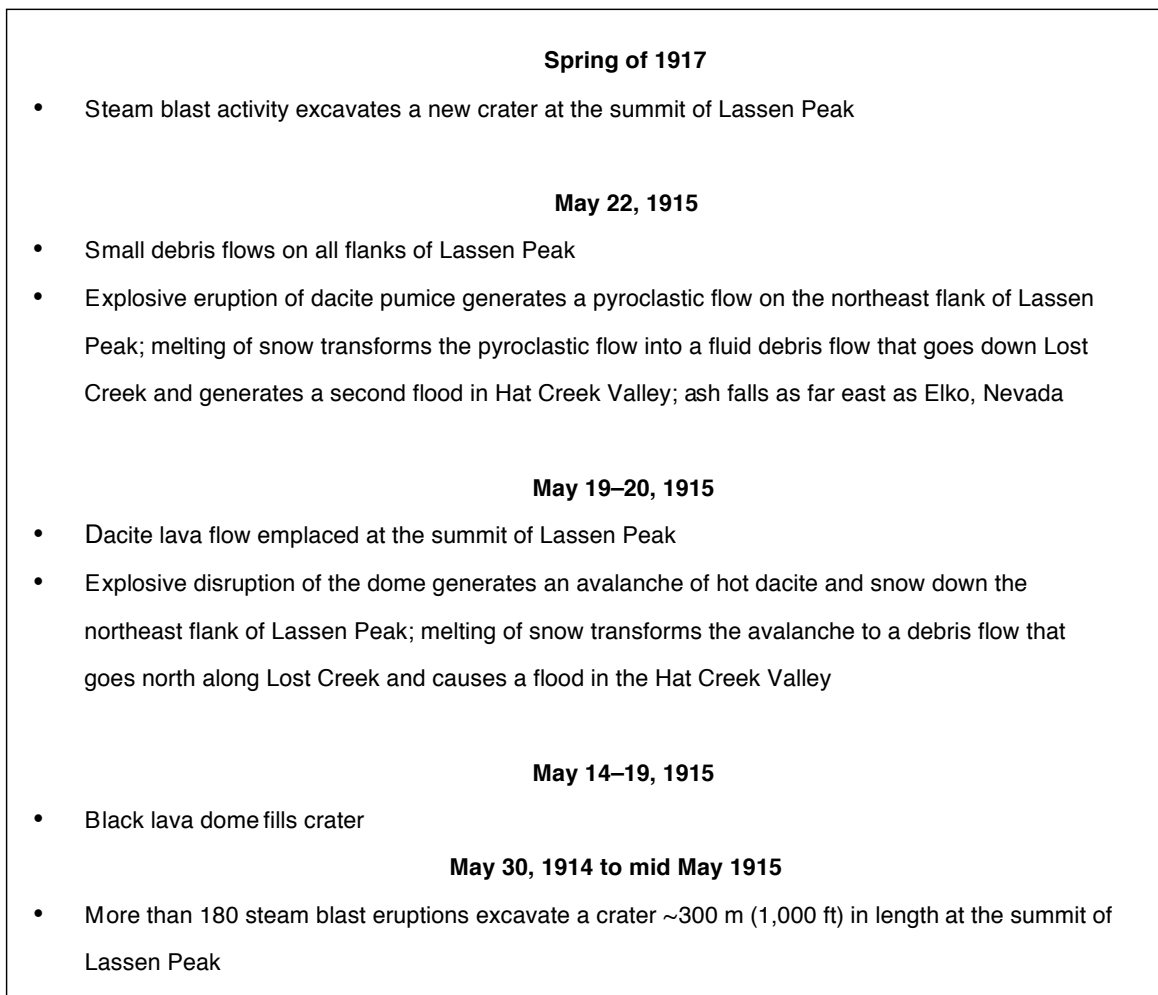 Spring of 1917
• Steam blast activity excavates a new crater at the summit of Lassen Peak
May 22, 1915
• Small debris flows on all flanks of Lassen Peak
• Explosive eruption of dacite pumice generates a pyroclastic flow on the northeast flank of Lassen
Peak; melting of snow transforms the pyroclastic flow into a fluid debris flow that goes down Lost
Creek and generates a second flood in Hat Creek Valley; ash falls as far east as Elko, Nevada
May 19–20, 1915
• Dacite lava flow emplaced at the summit of Lassen Peak
• Explosive disruption of the dome generates an avalanche of hot dacite and snow down the
northeast flank of Lassen Peak; melting of snow transforms the avalanche to a debris flow that
goes north along Lost Creek and causes a flood in the Hat Creek Valley
May 14–19, 1915
• Black lava dome fills crater
May 30, 1914 to mid May 1915
• More than 180 steam blast eruptions excavate a crater ~300 m (1,000 ft) in length at the summit of
Lassen Peak